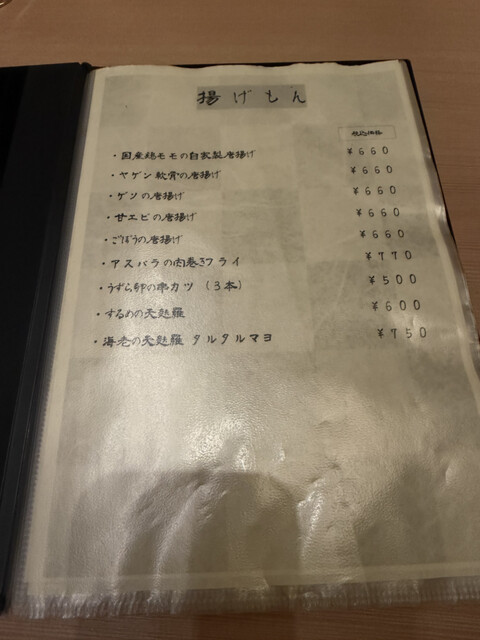 揚げもん
税込価格
・国産鶏モモの自家製唐揚げ ¥660
・ヤゲン軟骨の唐揚げ ¥660
・ゲソの唐揚げ ¥660
・甘エビの唐揚げ ¥660
・ごぼうの唐揚げ ¥660
・アスパラの肉巻きフライ ¥770
・うずら卵の串カツ (3本) ¥500
・するめの天麩羅 ¥600
・海老の天麩羅 タルタルマヨ ¥750